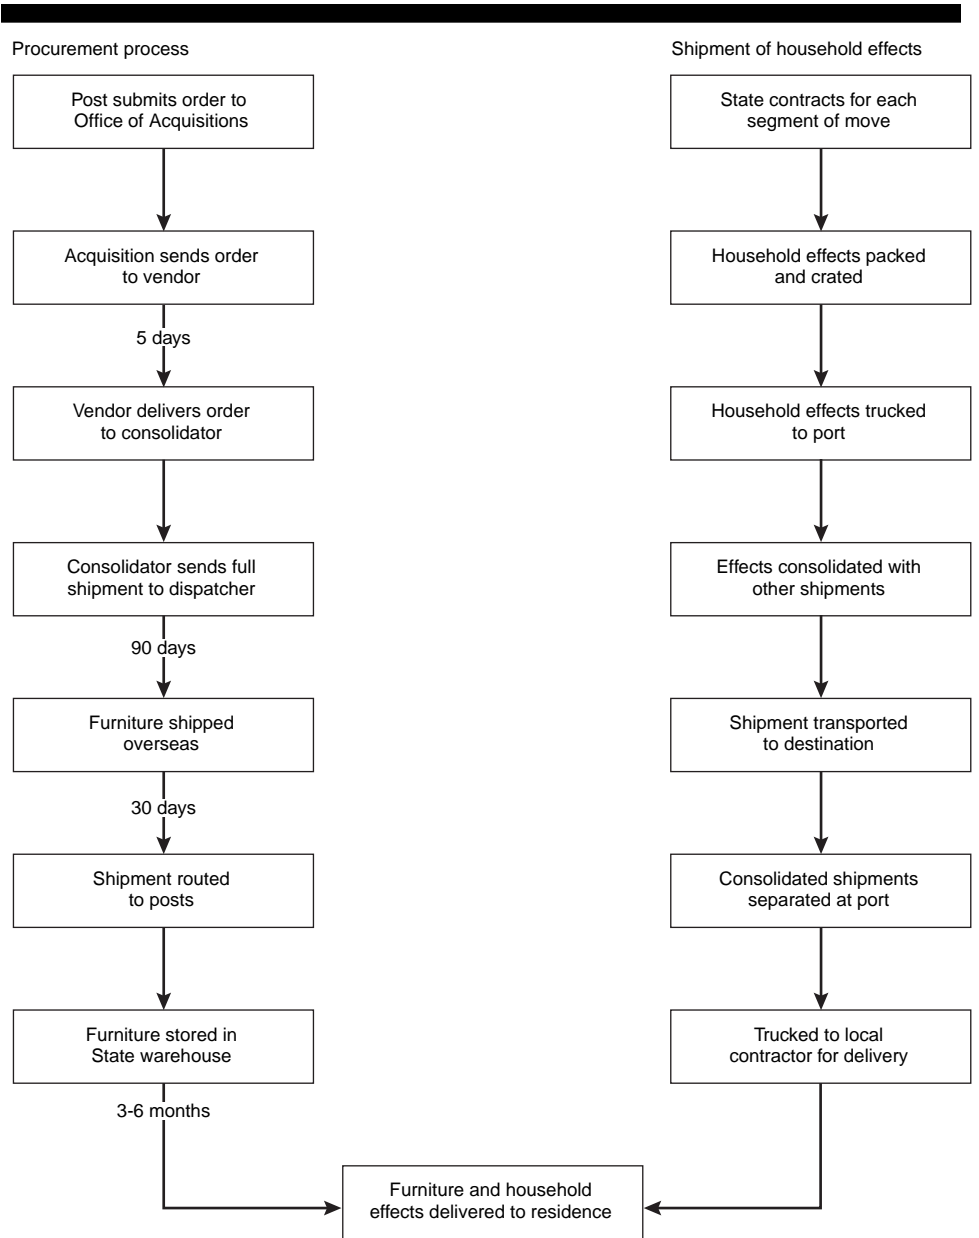 Procurement process
Post submits order to
Office of Acquisitions
Acquisition sends order
to vendor
5 days
Vendor delivers order
to consolidator
Consolidator sends full
shipment to dispatcher
90 days
Furniture shipped
overseas
30 days
Shipment routed
to posts
Furniture stored in
State warehouse
3-6 months
Shipment of household effects
State contracts for each
segment of move
Household effects packed
and crated
Household effects trucked
to port
Effects consolidated with
other shipments
Shipment transported
to destination
Consolidated shipments
separated at port
Trucked to local
contractor for delivery
Furniture and household
effects delivered to residence